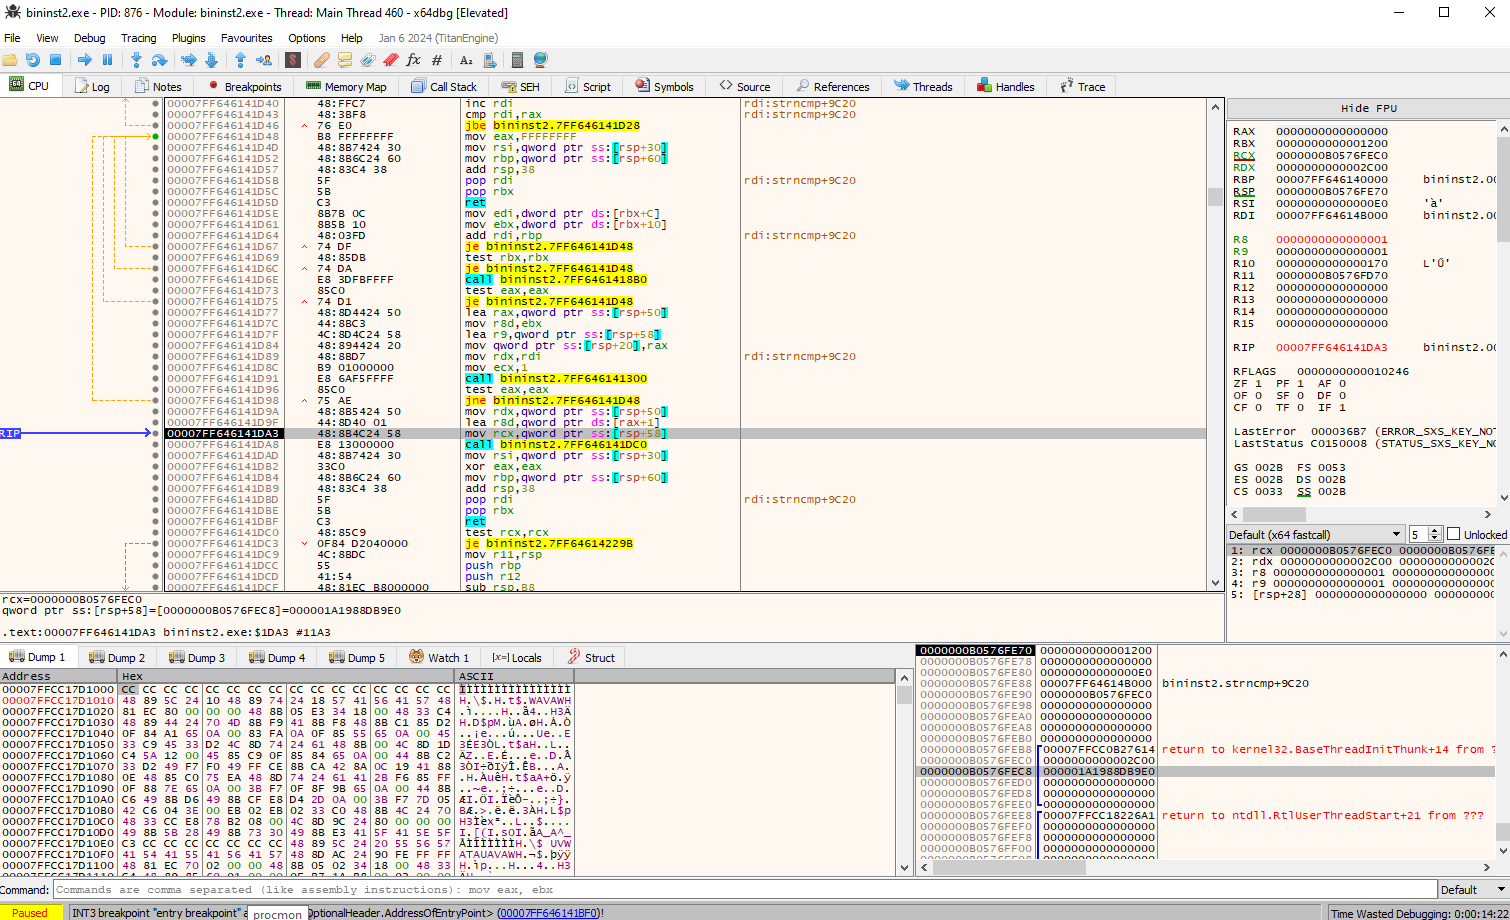 bininst2.exe - PID: 876 - Module: bininst2.exe - Thread: Main Thread 460 - x64dbg [Elevated]
File View Debug Tracing Plugins Favourites Options Help Jan 6 2024 (TitanEngine)
CPU Log Notes Breakpoints Memory Map Call Stack SEH Script Symbols Source References Threads Handles Trace
00007FF646141D40 48:FFC7 inc rdi rdi:strncmp+9C20
00007FF646141D43 48:3BF8 cmp rdi,rax rdi:strncmp+9C20
00007FF646141D46 76 E0 jbe bininst2.7FF646141D28
00007FF646141D48 B8 FFFFFFFF mov eax,FFFFFFFF
00007FF646141D4D 48:8B7424 30 mov rsi,qword ptr ss:[rsp+30]
00007FF646141D52 48:8B6C24 60 mov rbp,qword ptr ss:[rsp+60]
00007FF646141D57 48:83C4 38 add rsp,38
00007FF646141D5B 5F pop rdi rdi:strncmp+9C20
00007FF646141D5C 5B pop rbx
00007FF646141D5D C3 ret
00007FF646141D5E 8B7B 0C mov edi,dword ptr ds:[rbx+C]
00007FF646141D61 8B5B 10 mov ebx,dword ptr ds:[rbx+10]
00007FF646141D64 48:03FD add rdi,rbp rdi:strncmp+9C20
00007FF646141D67 74 DF je bininst2.7FF646141D48
00007FF646141D69 48:85DB test rbx,rbx
00007FF646141D6C 74 DA je bininst2.7FF646141D48
00007FF646141D6E E8 3DFBFFFF call bininst2.7FF6461418B0
00007FF646141D73 85C0 test eax,eax
00007FF646141D75 74 D1 je bininst2.7FF646141D48
00007FF646141D77 48:8D4424 50 lea rax,qword ptr ss:[rsp+50]
00007FF646141D7C 44:8BC3 mov r8d,ebx
00007FF646141D7F 4C:8D4C24 58 lea r9,qword ptr ss:[rsp+58]
00007FF646141D84 48:894424 20 mov qword ptr ss:[rsp+20],rax
00007FF646141D89 48:8BD7 mov rdx,rdi rdi:strncmp+9C20
00007FF646141D8C B9 01000000 mov ecx,1
00007FF646141D91 E8 6AF5FFFF call bininst2.7FF646141300
00007FF646141D96 85C0 test eax,eax
00007FF646141D98 75 AE jne bininst2.7FF646141D48
00007FF646141D9A 48:8B5424 50 mov rdx,qword ptr ss:[rsp+50]
00007FF646141D9F 44:8D40 01 lea r8d,qword ptr ds:[rax+1]
RIP 00007FF646141DA3 48:8B4C24 58 mov rcx,qword ptr ss:[rsp+58]
00007FF646141DA8 E8 13000000 call bininst2.7FF646141DC0
00007FF646141DAD 48:8B7424 30 mov rsi,qword ptr ss:[rsp+30]
00007FF646141DB2 33C0 xor eax,eax
00007FF646141DB4 48:8B6C24 60 mov rbp,qword ptr ss:[rsp+60]
00007FF646141DB9 48:83C4 38 add rsp,38
00007FF646141DBD 5F pop rdi rdi:strncmp+9C20
00007FF646141DBE 5B pop rbx
00007FF646141DBF C3 ret
00007FF646141DC0 48:85C9 test rcx,rcx
00007FF646141DC3 0F84 D2040000 je bininst2.7FF64614229B
00007FF646141DC9 4C:8BDC mov r11,rsp
00007FF646141DCC 55 push rbp
00007FF646141DCD 41:54 push r12
00007FF646141DCF 48:81EC B8000000 sub rsp,B8
Hide FPU
RAX 0000000000000000
RBX 0000000000001200
RCX 0000000B0576FEC0
RDX 0000000000002C00
RBP 00007FF646140000 bininst2.00
RSP 0000000B0576FE70
RSI 00000000000000E0 'à'
RDI 00007FF64614B000 bininst2.00
R8 0000000000000001
R9 0000000000000001
R10 0000000000000170 L'Ű'
R11 0000000B0576FD70
R12 0000000000000000
R13 0000000000000000
R14 0000000000000000
R15 0000000000000000
RIP 00007FF646141DA3 bininst2.00
RFLAGS 0000000000010246
ZF 1 PF 1 AF 0
OF 0 SF 0 DF 0
CF 0 TF 0 IF 1
LastError 000036B7 (ERROR_SXS_KEY_NOT
LastStatus C0150008 (STATUS_SXS_KEY_NO
GS 002B FS 0053
ES 002B DS 002B
CS 0033 SS 002B
Default (x64 fastcall) 5 Unlocked
1: rcx 0000000B0576FEC0 0000000B0576FE
2: rdx 0000000000002C00 0000000000002C
3: r8 0000000000000001 00000000000000
4: r9 0000000000000001 00000000000000
5: [rsp+28] 0000000000000000 000000000
rcx=0000000B0576FEC0
qword ptr ss:[rsp+58]=[0000000B0576FEC8]=000001A1988DB9E0
.text:00007FF646141DA3 bininst2.exe:$1DA3 #11A3
Dump 1 Dump 2 Dump 3 Dump 4 Dump 5 Watch 1 [x=] Locals Struct
Address Hex ASCII
00007FFCC17D1000 CC CC CC CC CC CC CC CC CC CC CC CC CC CC CC CC ÌÌÌÌÌÌÌÌÌÌÌÌÌÌÌÌ
00007FFCC17D1010 48 89 5C 24 10 48 89 74 24 18 57 41 56 41 57 48 H.\$.H.t$.WAVAWH
00007FFCC17D1020 81 EC 80 00 00 00 48 8B 05 E3 34 18 00 48 33 C4 .ì....H..ã4..H3Ä
00007FFCC17D1030 48 89 44 24 70 4D 8B F9 41 8B F8 48 8B C1 85 D2 H.D$pM.ùA.øH.Á.Ò
00007FFCC17D1040 0F 84 A1 65 0A 00 83 FA 0A 0F 85 55 65 0A 00 45 ..¡e...ú...Ue..E
00007FFCC17D1050 33 C9 45 33 D2 4C 8D 74 24 61 48 8B 00 4C 8D 1D 3ÉE3ÒL.t$aH..L..
00007FFCC17D1060 C4 5A 12 00 45 85 C9 0F 85 84 65 0A 00 44 8B C2 ÄZ..E.É...e..D.Â
00007FFCC17D1070 33 D2 49 F7 F0 49 FF CE 8B CA 42 8A 0C 19 41 88 3ÒI÷ðIÿÎ.ÊB...A.
00007FFCC17D1080 0E 48 85 C0 75 EA 48 8D 74 24 61 41 2B F6 85 FF .H.ÀuêH.t$aA+ö.ÿ
00007FFCC17D1090 0F 88 7E 65 0A 00 3B F7 0F 8F 9B 65 0A 00 44 8B ..~e..;÷...e..D.
00007FFCC17D10A0 C6 49 8B D6 49 8B CF E8 D4 2D 0A 00 3B F7 7D 05 ÆI.ÖI.ÏèÔ-..;÷}.
00007FFCC17D10B0 42 C6 04 3E 00 EB 02 EB 02 33 C0 48 8B 4C 24 70 BÆ.>.ë.ë.3ÀH.L$p
00007FFCC17D10C0 48 33 CC E8 78 B2 08 00 4C 8D 9C 24 80 00 00 00 H3Ìèx²..L..$....
00007FFCC17D10D0 49 8B 5B 28 49 8B 73 30 49 8B E3 41 5F 41 5E 5F I.[(I.s0I.ãA_A^_
00007FFCC17D10E0 C3 CC CC CC CC CC CC CC 48 89 5C 24 20 55 56 57 ÃÌÌÌÌÌÌÌH.\$ UVW
00007FFCC17D10F0 41 54 41 55 41 56 41 57 48 8D AC 24 90 FE FF FF ATAUAVAWH.¬$.þÿÿ
00007FFCC17D1100 48 81 EC 70 02 00 00 48 8B 05 02 34 18 00 48 33 H.ìp...H...4..H3
0000000B0576FE70 0000000000001200
0000000B0576FE78 0000000000000000
0000000B0576FE80 00000000000000E0
0000000B0576FE88 00007FF64614B000 bininst2.strncmp+9C20
0000000B0576FE90 0000000B0576FEC0
0000000B0576FE98 0000000000000000
0000000B0576FEA0 0000000000000000
0000000B0576FEA8 0000000000000000
0000000B0576FEB0 0000000000000000
0000000B0576FEB8 00007FFCC0B27614 return to kernel32.BaseThreadInitThunk+14 from ?
0000000B0576FEC0 0000000000002C00
0000000B0576FEC8 000001A1988DB9E0
0000000B0576FED0 0000000000000000
0000000B0576FED8 0000000000000000
0000000B0576FEE0 0000000000000000
0000000B0576FEE8 00007FFCC18226A1 return to ntdll.RtlUserThreadStart+21 from ???
0000000B0576FEF0 0000000000000000
0000000B0576FEF8 0000000000000000
0000000B0576FF00 0000000000000000
Command: Commands are comma separated (like assembly instructions): mov eax, ebx Default
Paused INT3 breakpoint "entry breakpoint" a procmon OptionalHeader.AddressOfEntryPoint> (00007FF646141BF0)! Time Wasted Debugging: 0:00:14:22